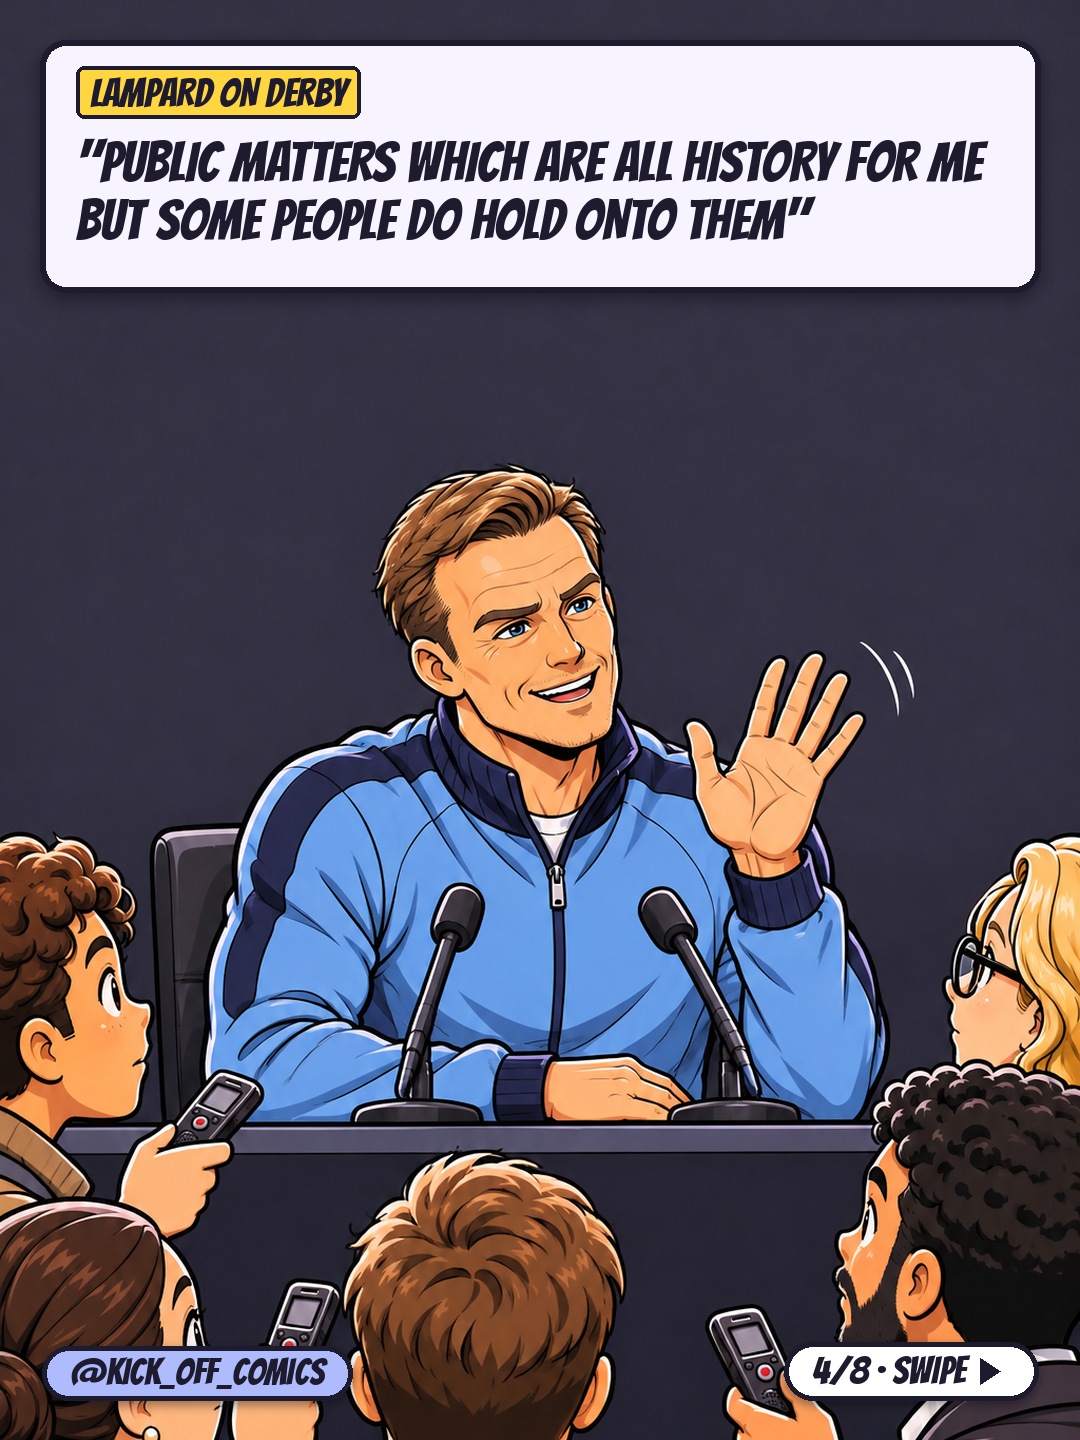 LAMPARD ON DERBY
"PUBLIC MATTERS WHICH ARE ALL HISTORY FOR ME
BUT SOME PEOPLE DO HOLD ONTO THEM"
@KICK_OFF_COMICS
4/8 • SWIPE ▶